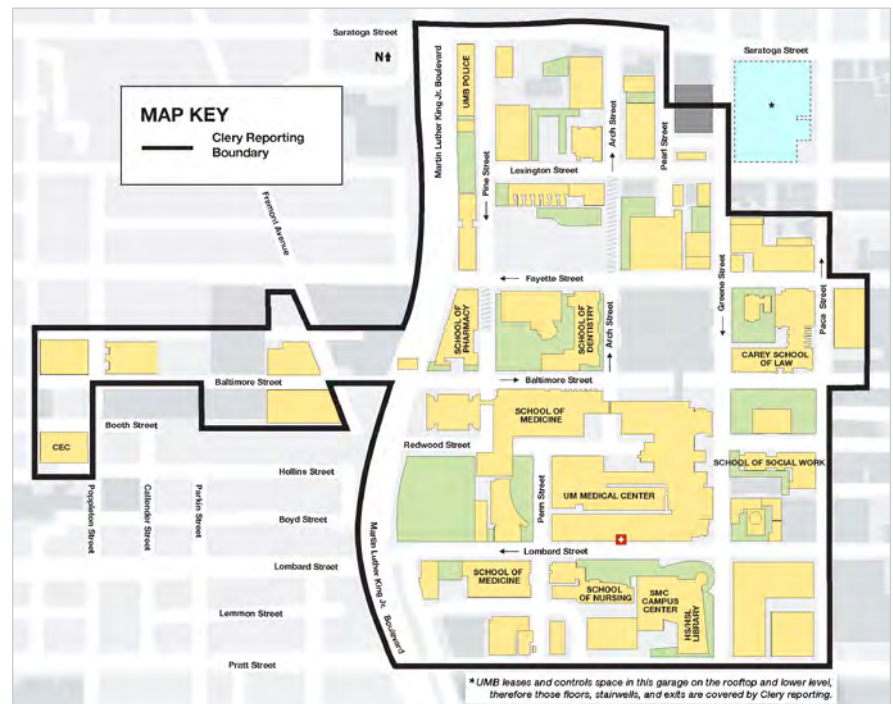 Saratoga Street
N
Saratoga Street
MAP KEY
Clery Reporting
Boundary
Martin Luther King Jr. Boulevard
UMB POLICE
Arch Street
Pearl Street
*
Pine Street
Lexington Street
Fremont Avenue
Fayette Street
Greene Street
Paca Street
SCHOOL OF
PHARMACY
SCHOOL OF
DENTISTRY
Arch Street
CAREY SCHOOL
OF LAW
Baltimore Street
Baltimore Street
SCHOOL OF
MEDICINE
Booth Street
CEC
Redwood Street
SCHOOL OF SOCIAL WORK
Hollins Street
Poppleton Street
Callender Street
Parkin Street
Penn Street
UM MEDICAL CENTER
Boyd Street
Lombard Street
Lombard Street
Martin Luther King Jr. Boulevard
SCHOOL OF
MEDICINE
SCHOOL
OF NURSING
SMC
CAMPUS
CENTER
HS/HSL
LIBRARY
Lemmon Street
Pratt Street
* UMB leases and controls space in this garage on the rooftop and lower level,
therefore those floors, stairwells, and exits are covered by Clery reporting.